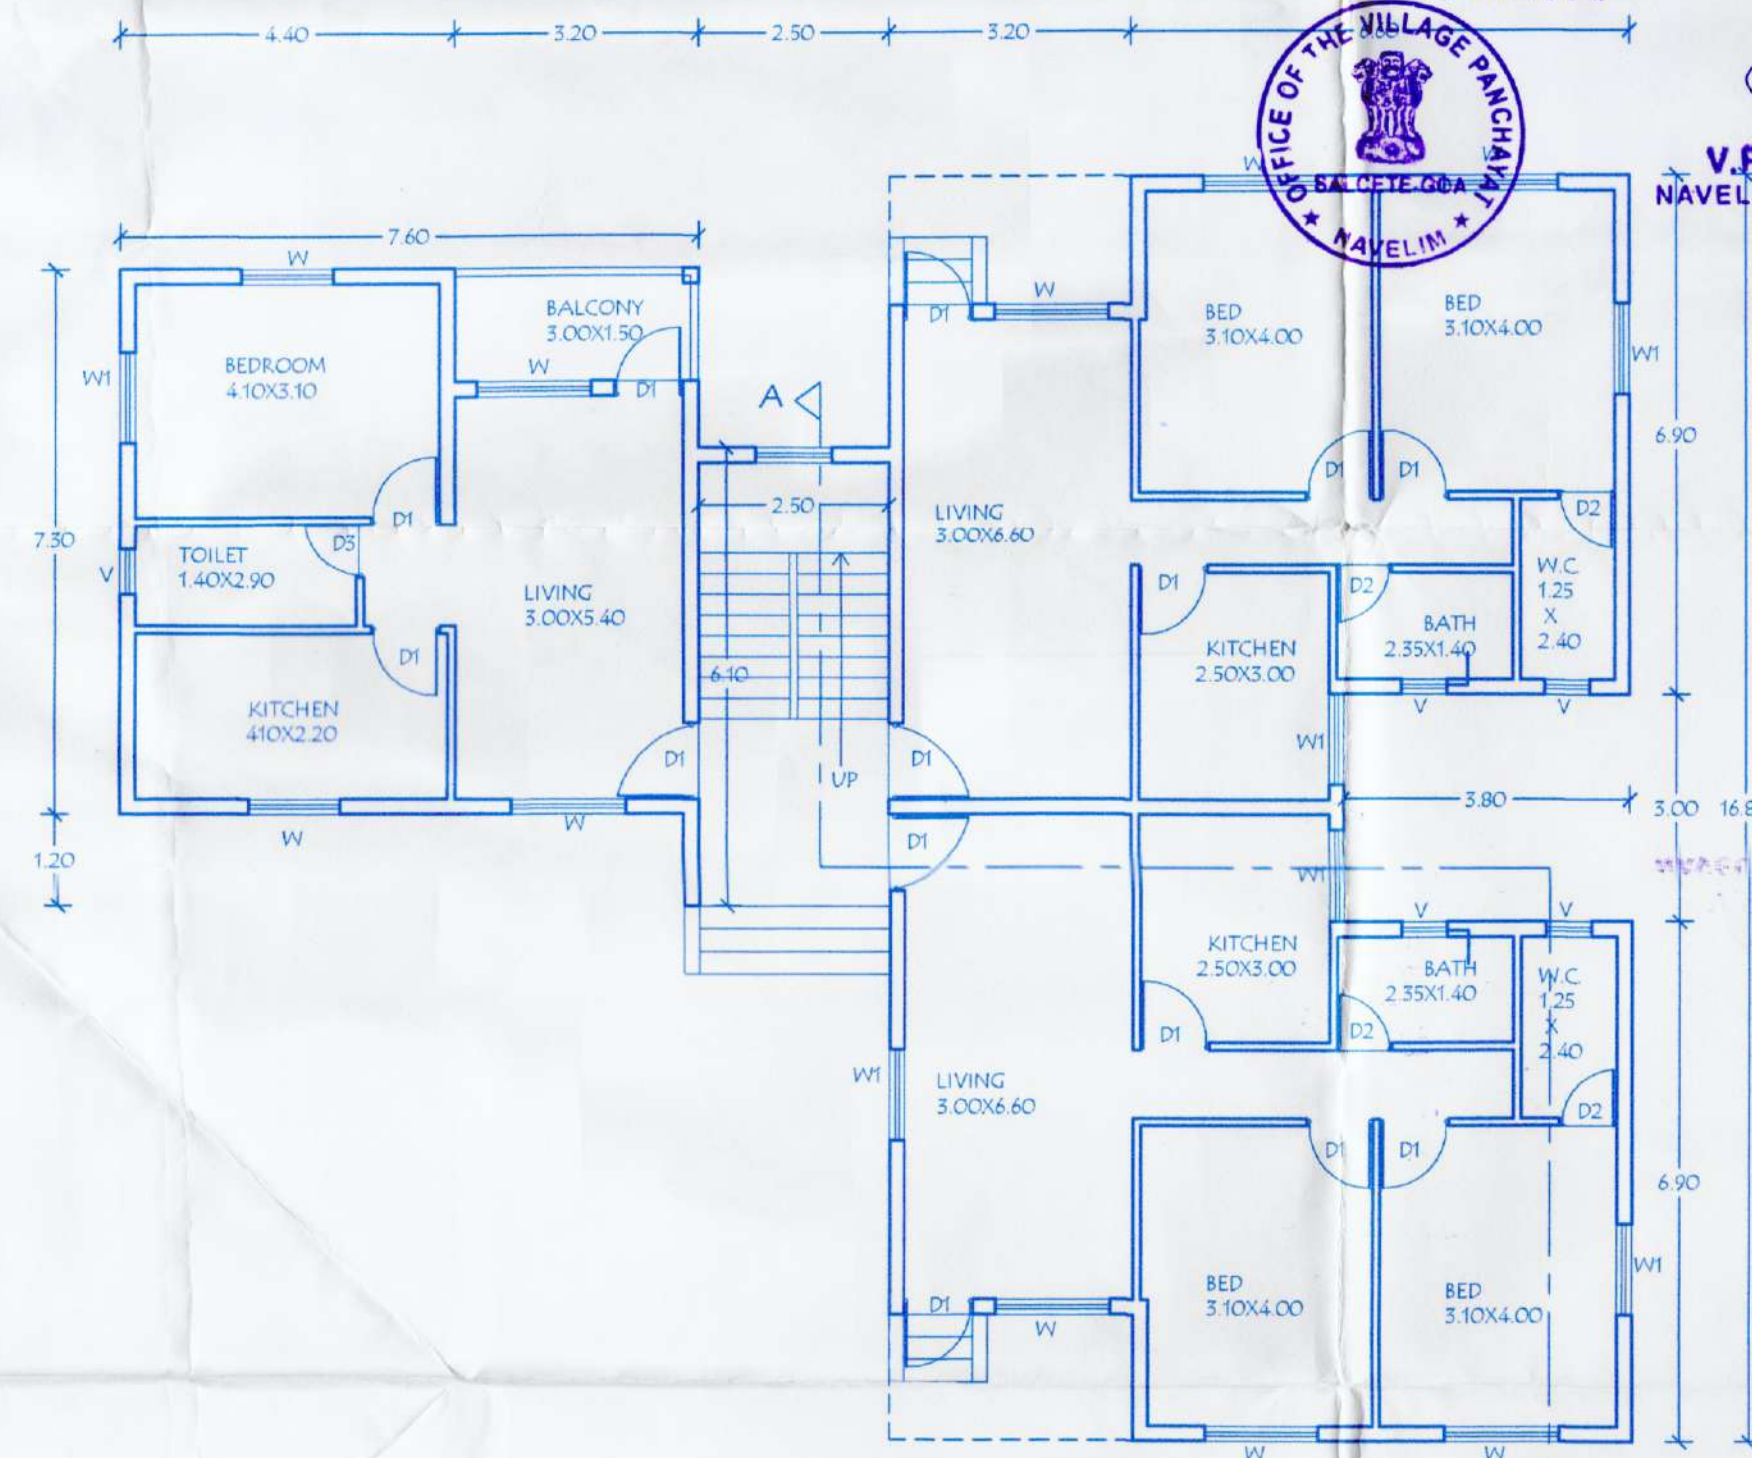 4.40
3.20
2.50
3.20
OFFICE OF THE VILLAGE PANCHAYAT
SALCETE-GOA
★ NAVELIM ★
7.60
W
BALCONY
3.00X1.50
W
D1
BEDROOM
4.10X3.10
W1
D1
TOILET
1.40X2.90
D3
V
LIVING
3.00X5.40
D1
KITCHEN
410X2.20
D1
W
W
7.30
1.20
A
2.50
6.10
UP
D1
W
LIVING
3.00X6.60
D1
W
W
BED
3.10X4.00
BED
3.10X4.00
W1
D1
D1
D2
D1
D2
KITCHEN
2.50X3.00
BATH
2.35X1.40
W.C
1.25
X
2.40
V
V
W1
3.80
6.90
3.00
D1
W1
V
V
KITCHEN
2.50X3.00
BATH
2.35X1.40
W.C
1.25
X
2.40
D1
D2
D2
W1
LIVING
3.00X6.60
D1
D1
BED
3.10X4.00
BED
3.10X4.00
W1
D1
W
W
W
6.90